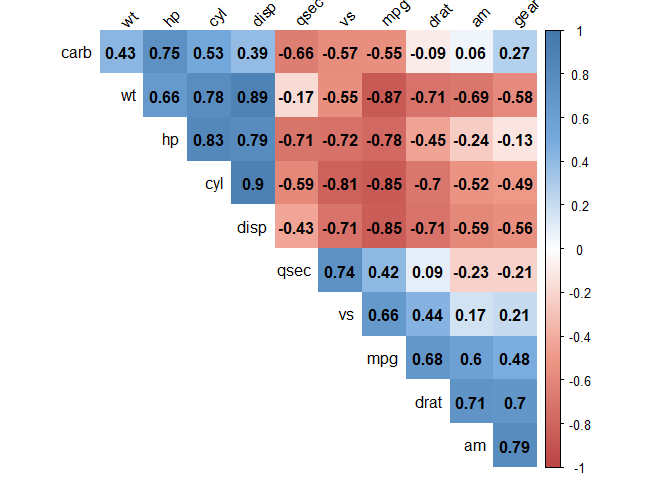 wt hp cyl disp qsec vs mpg drat am gear
carb 0.43 0.75 0.53 0.39 -0.66 -0.57 -0.55 -0.09 0.06 0.27
wt 0.66 0.78 0.89 -0.17 -0.55 -0.87 -0.71 -0.69 -0.58
hp 0.83 0.79 -0.71 -0.72 -0.78 -0.45 -0.24 -0.13
cyl 0.9 -0.59 -0.81 -0.85 -0.7 -0.52 -0.49
disp -0.43 -0.71 -0.85 -0.71 -0.59 -0.56
qsec 0.74 0.42 0.09 -0.23 -0.21
vs 0.66 0.44 0.17 0.21
mpg 0.68 0.6 0.48
drat 0.71 0.7
am 0.79
1
0.8
0.6
0.4
0.2
0
-0.2
-0.4
-0.6
-0.8
-1